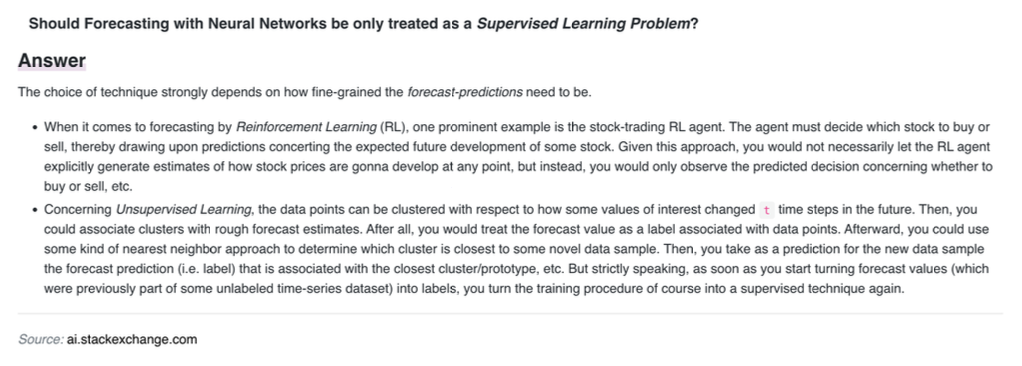 Should Forecasting with Neural Networks be only treated as a Supervised Learning Problem?
Answer
The choice of technique strongly depends on how fine-grained the forecast-predictions need to be.
• When it comes to forecasting by Reinforcement Learning (RL), one prominent example is the stock-trading RL agent. The agent must decide which stock to buy or
sell, thereby drawing upon predictions concerting the expected future development of some stock. Given this approach, you would not necessarily let the RL agent
explicitly generate estimates of how stock prices are gonna develop at any point, but instead, you would only observe the predicted decision concerning whether to
buy or sell, etc.
• Concerning Unsupervised Learning, the data points can be clustered with respect to how some values of interest changed t time steps in the future. Then, you
could associate clusters with rough forecast estimates. After all, you would treat the forecast value as a label associated with data points. Afterward, you could use
some kind of nearest neighbor approach to determine which cluster is closest to some novel data sample. Then, you take as a prediction for the new data sample
the forecast prediction (i.e. label) that is associated with the closest cluster/prototype, etc. But strictly speaking, as soon as you start turning forecast values (which
were previously part of some unlabeled time-series dataset) into labels, you turn the training procedure of course into a supervised technique again.
Source: ai.stackexchange.com